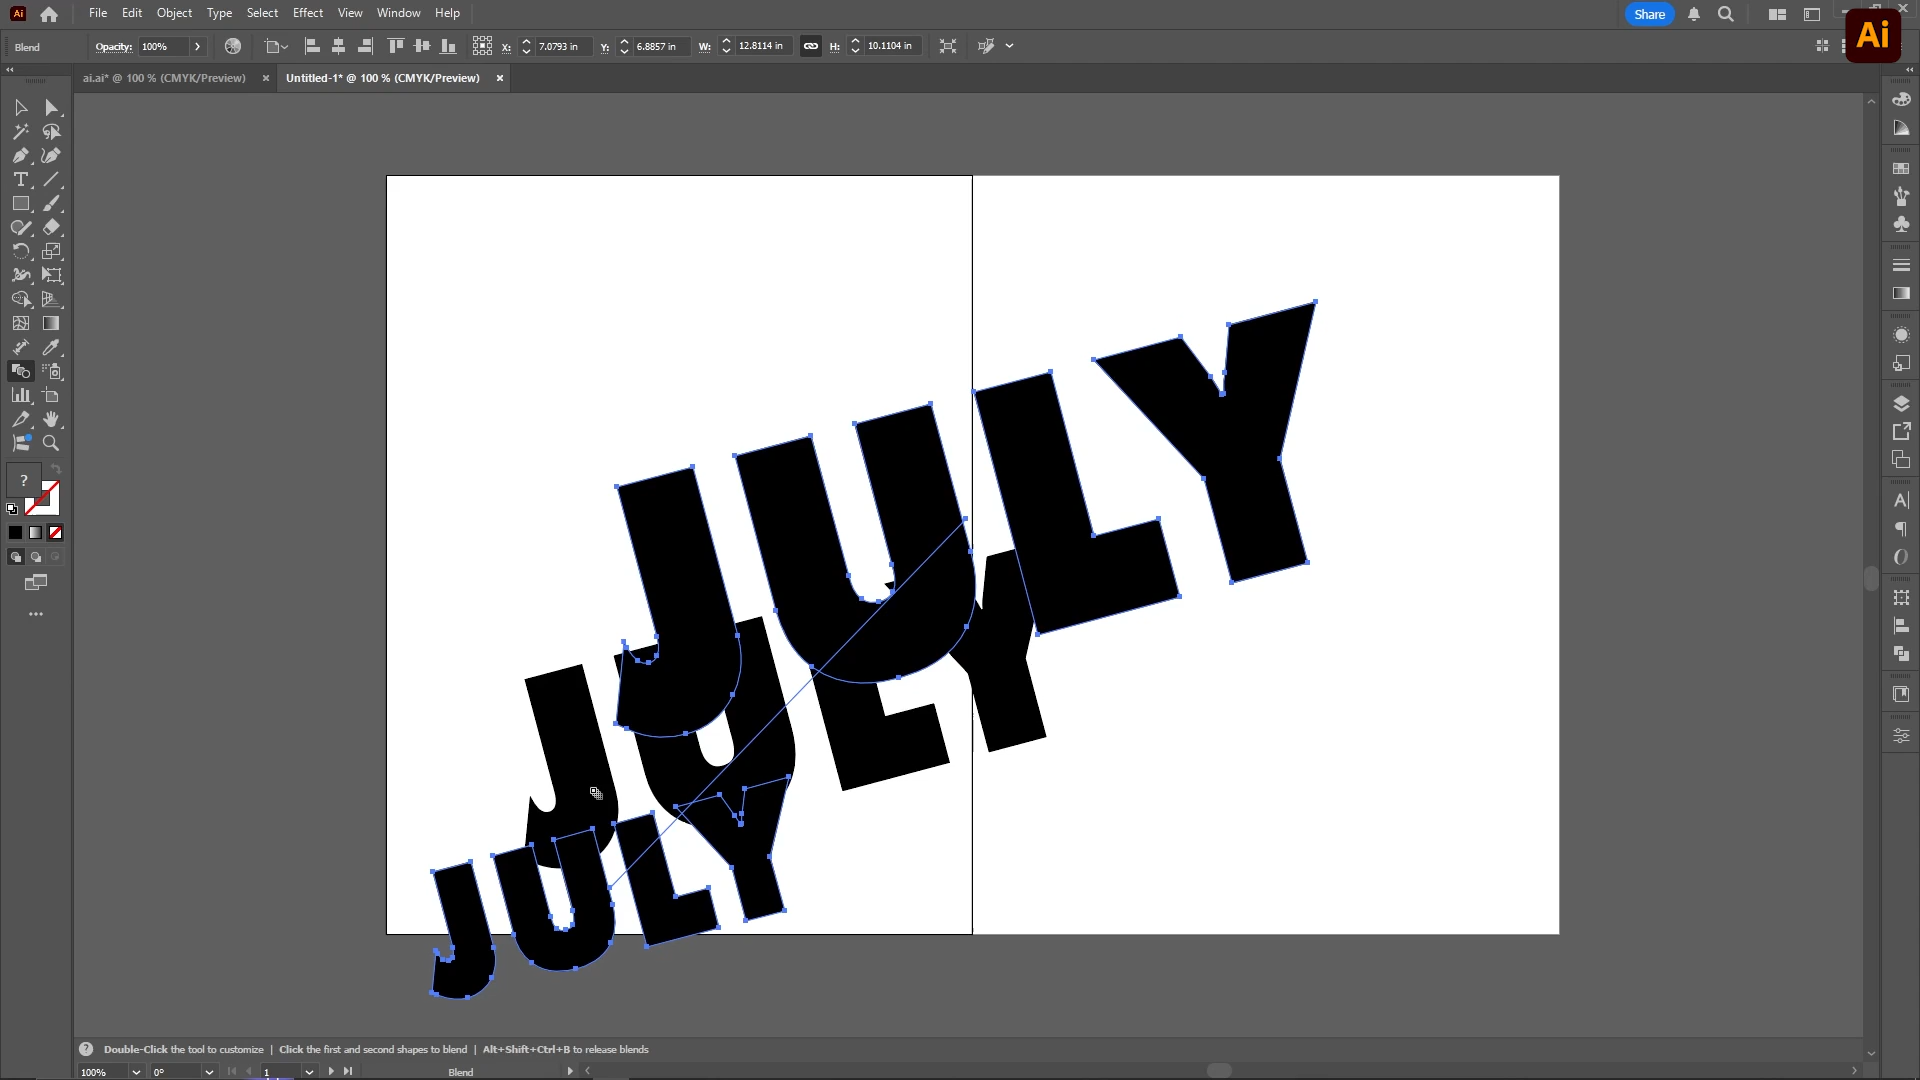 Ai File Edit Object Type Select Effect View Window Help Share
Ai
Blend Opacity: 100% X: 7.0793 in Y: 6.8857 in W: 12.8114 in H: 10.1104 in
ai.ai* @ 100 % (CMYK/Preview) × Untitled-1* @ 100 % (CMYK/Preview) ×
JULY
JULY
JULY
?
? Double-Click the tool to customize | Click the first and second shapes to blend | Alt+Shift+Ctrl+B to release blends
100% 0° 1 Blend